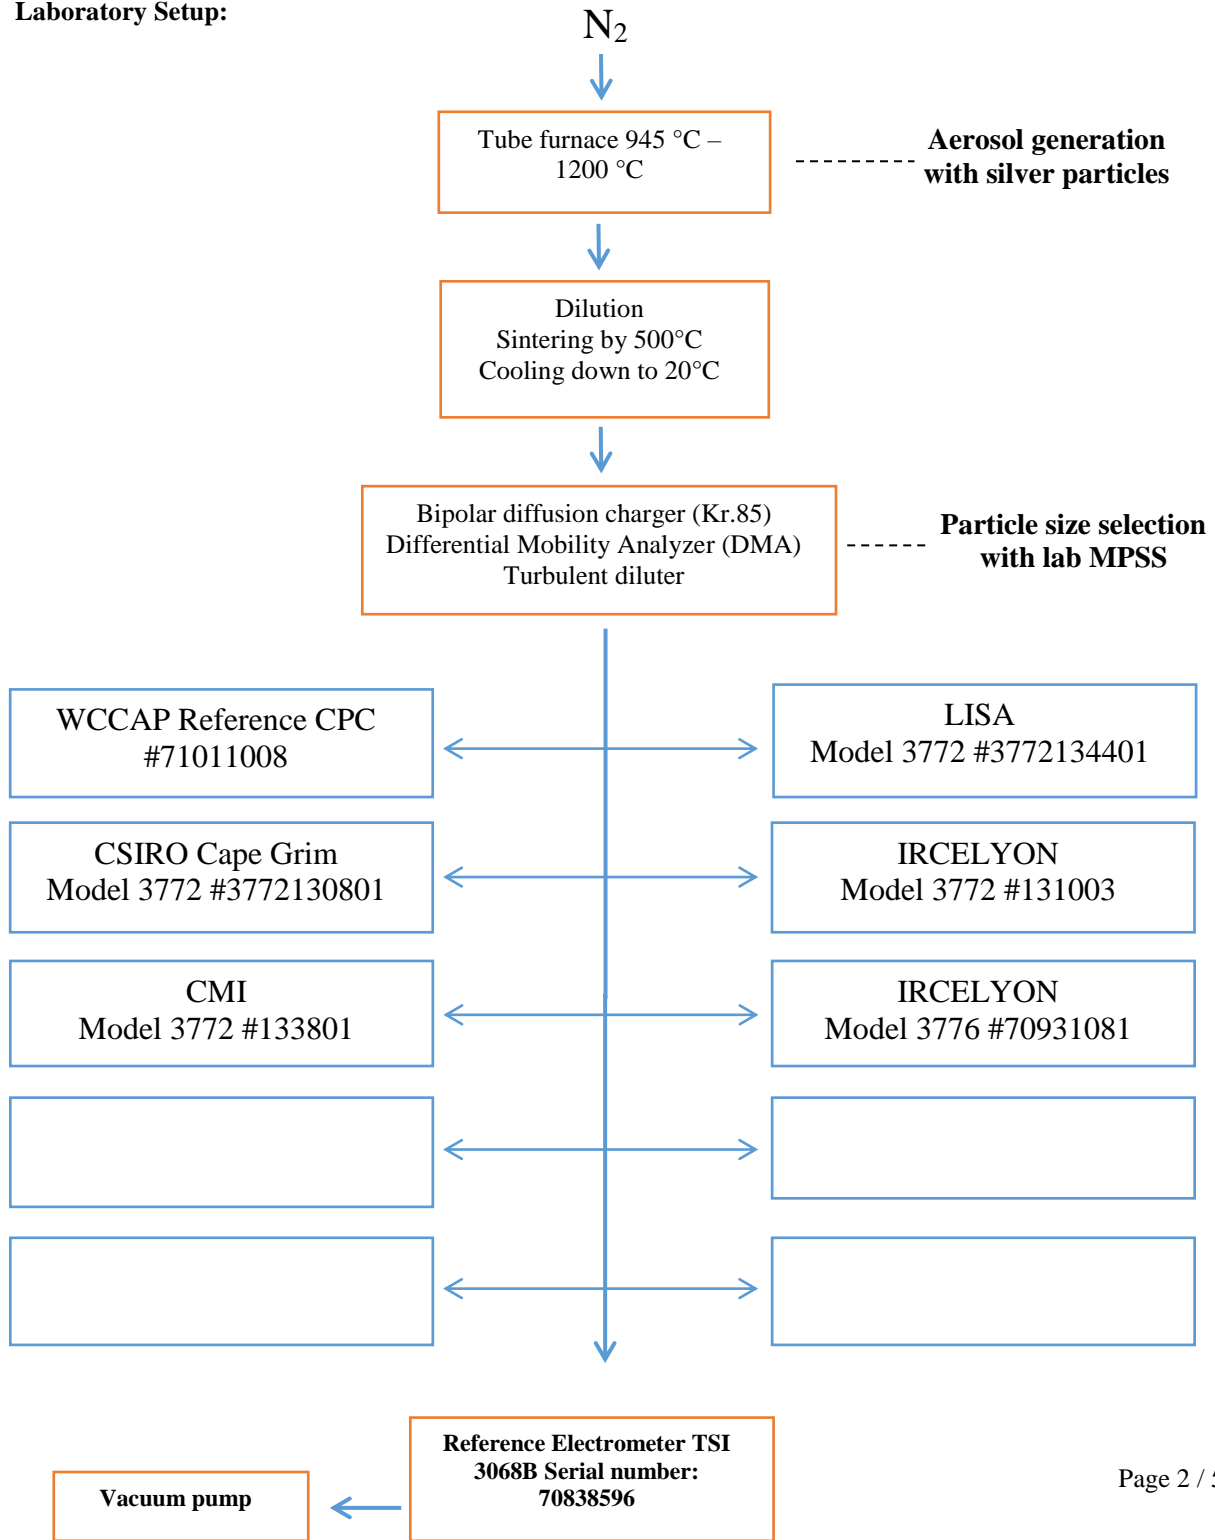 Laboratory Setup:
N₂
Tube furnace 945 °C –
1200 °C
Aerosol generation
with silver particles
Dilution
Sintering by 500°C
Cooling down to 20°C
Bipolar diffusion charger (Kr.85)
Differential Mobility Analyzer (DMA)
Turbulent diluter
Particle size selection
with lab MPSS
WCCAP Reference CPC
#71011008
LISA
Model 3772 #3772134401
CSIRO Cape Grim
Model 3772 #3772130801
IRCELYON
Model 3772 #131003
CMI
Model 3772 #133801
IRCELYON
Model 3776 #70931081
Reference Electrometer TSI
3068B Serial number:
70838596
Vacuum pump
Page 2 / 5